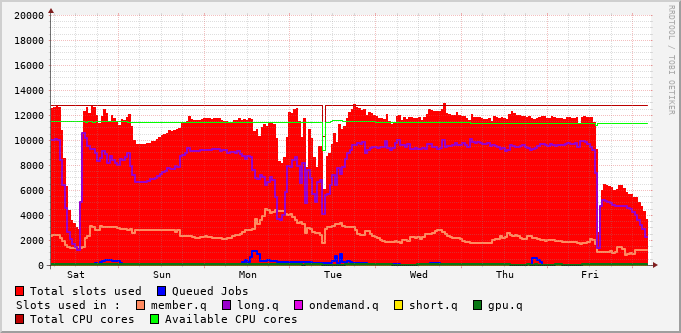 20000
18000
16000
14000
12000
10000
8000
6000
4000
2000
0
Sat Sun Mon Tue Wed Thu Fri
Total slots used Queued Jobs
Slots used in : member.q long.q ondemand.q short.q gpu.q
Total CPU cores Available CPU cores
RRDTOOL / TOBI OETIKER